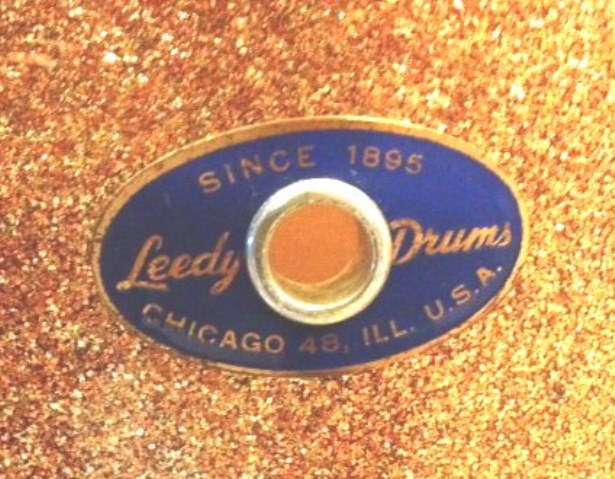 SINCE 1895
Leedy Drums
CHICAGO 48, ILL. U.S.A.